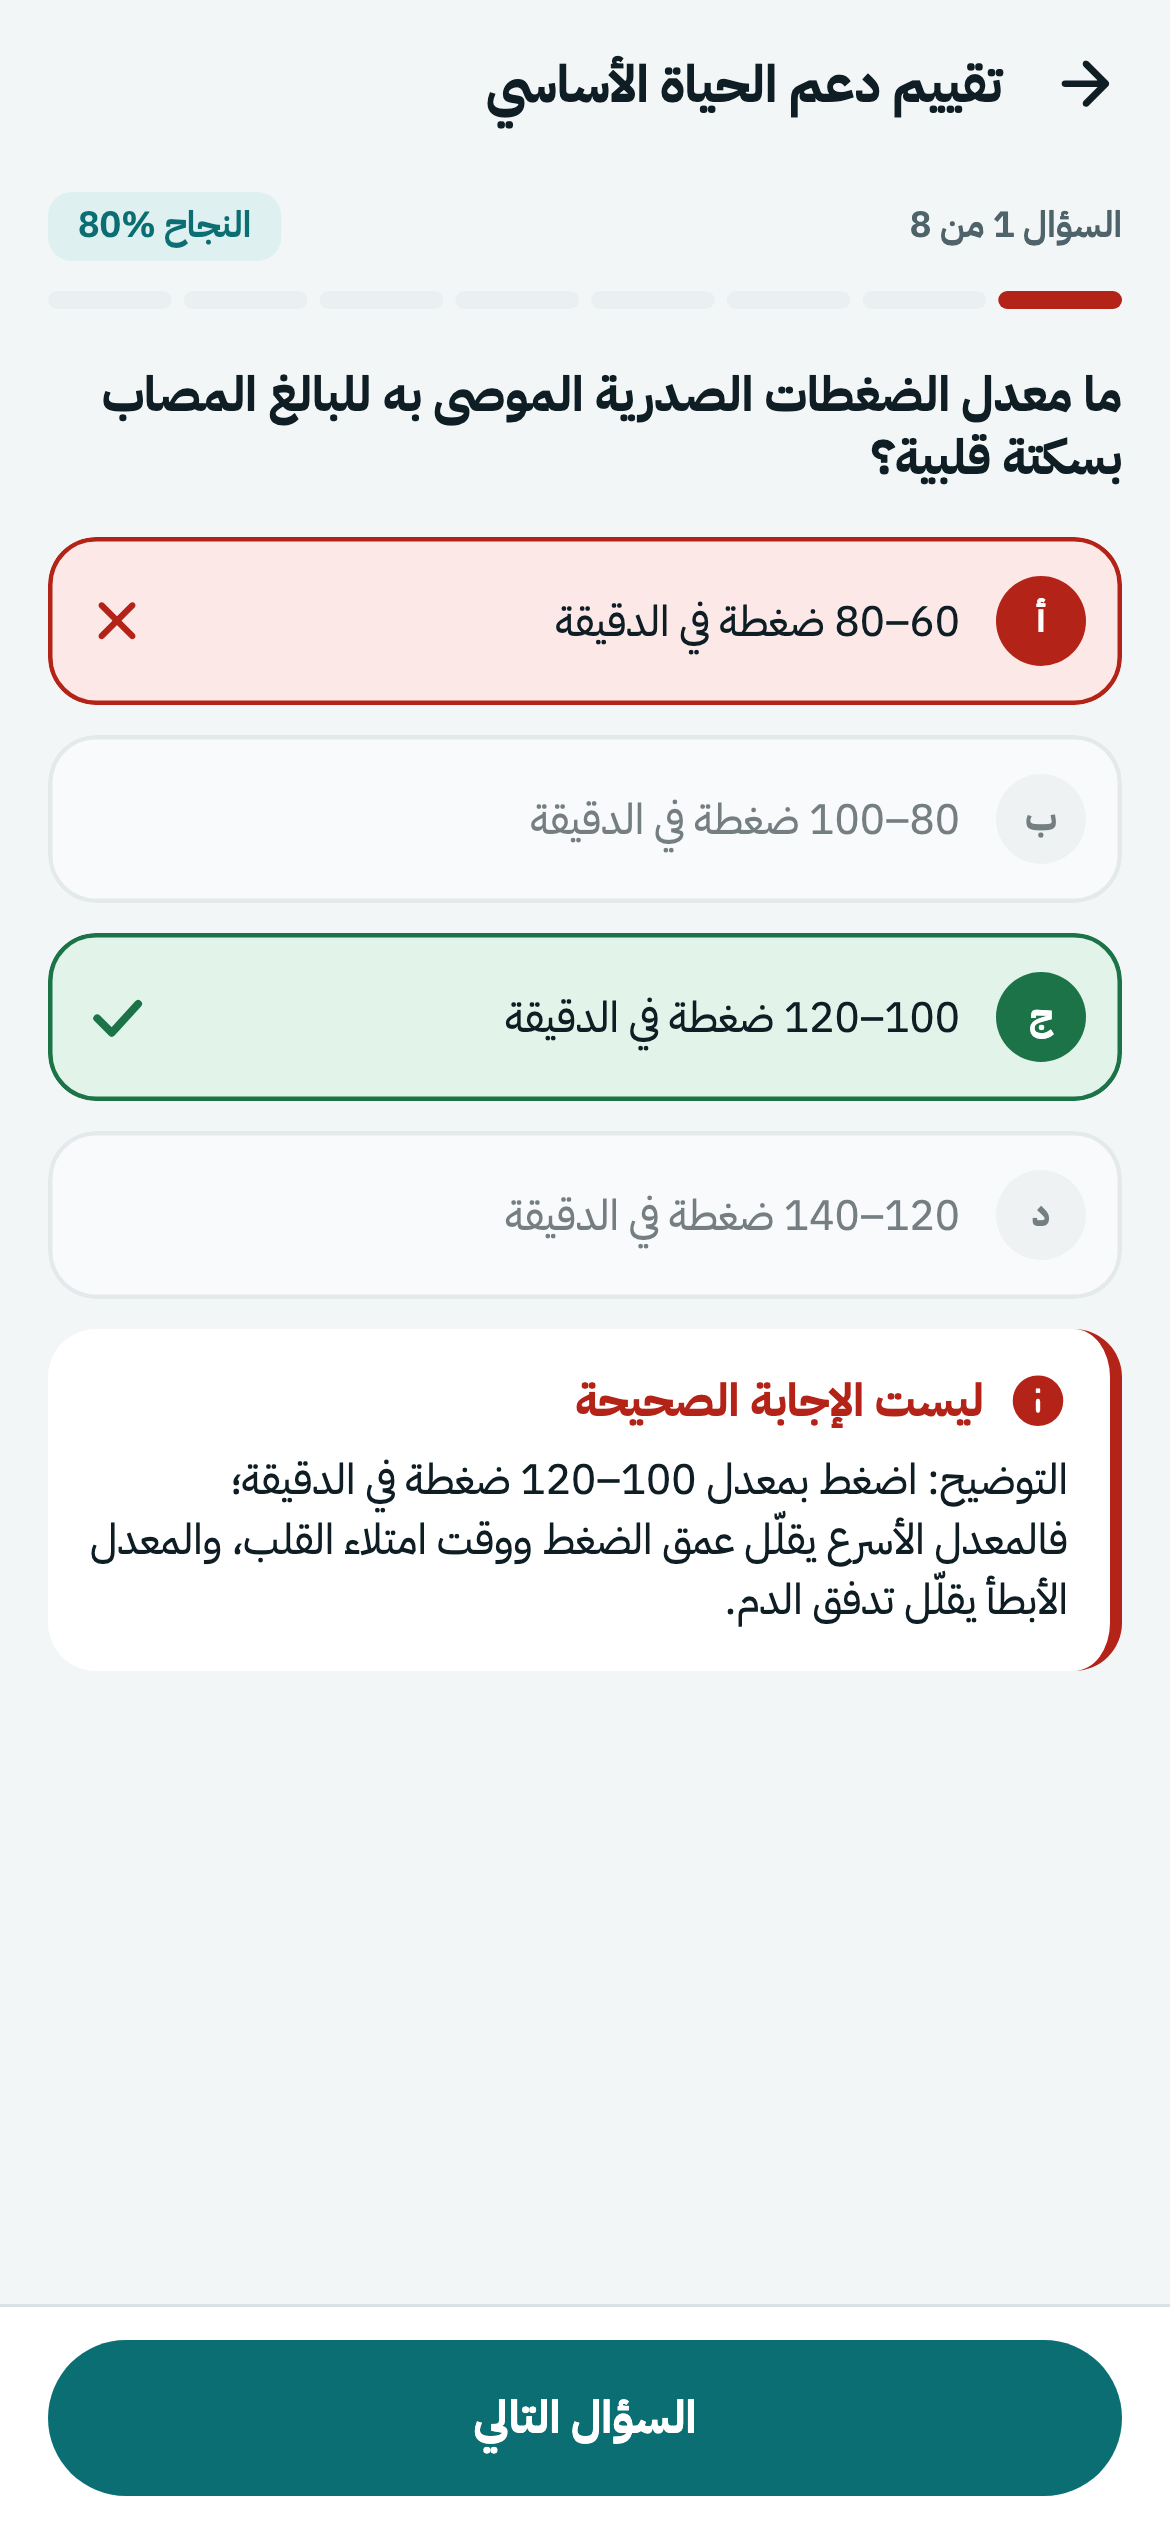 تقييم دعم الحياة الأساسي
السؤال 1 من 8
النجاح 80%
ما معدل الضغطات الصدرية الموصى به للبالغ المصاب
بسكتة قلبية؟
أ
60–80 ضغطة في الدقيقة
ب
80–100 ضغطة في الدقيقة
ج
100–120 ضغطة في الدقيقة
د
120–140 ضغطة في الدقيقة
ليست الإجابة الصحيحة
التوضيح: اضغط بمعدل 100–120 ضغطة في الدقيقة؛
فالمعدل الأسرع يقلّل عمق الضغط ووقت امتلاء القلب، والمعدل
الأبطأ يقلّل تدفق الدم.
السؤال التالي